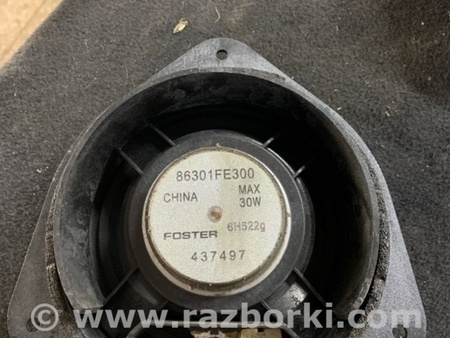 86301FE300
CHINA MAX
30W
FOSTER 6H522g
437497
© www.razborki.com ®